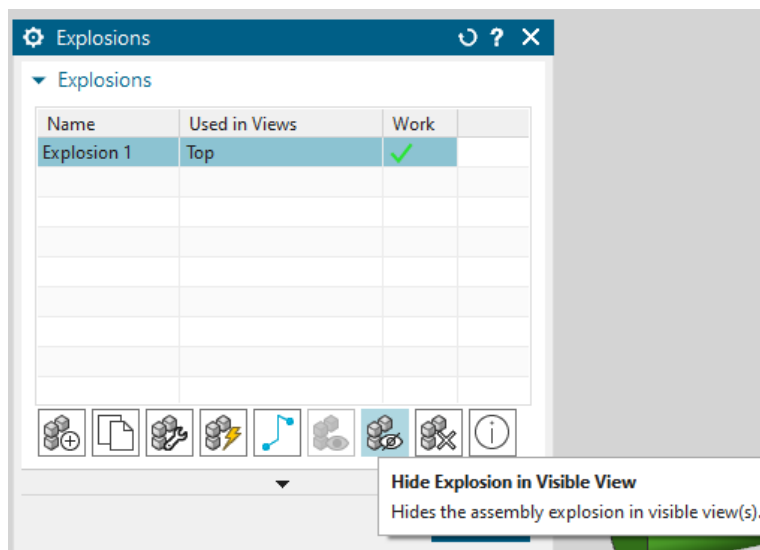 Explosions
Explosions
Name Used in Views Work
Explosion 1 Top
Hide Explosion in Visible View
Hides the assembly explosion in visible view(s).